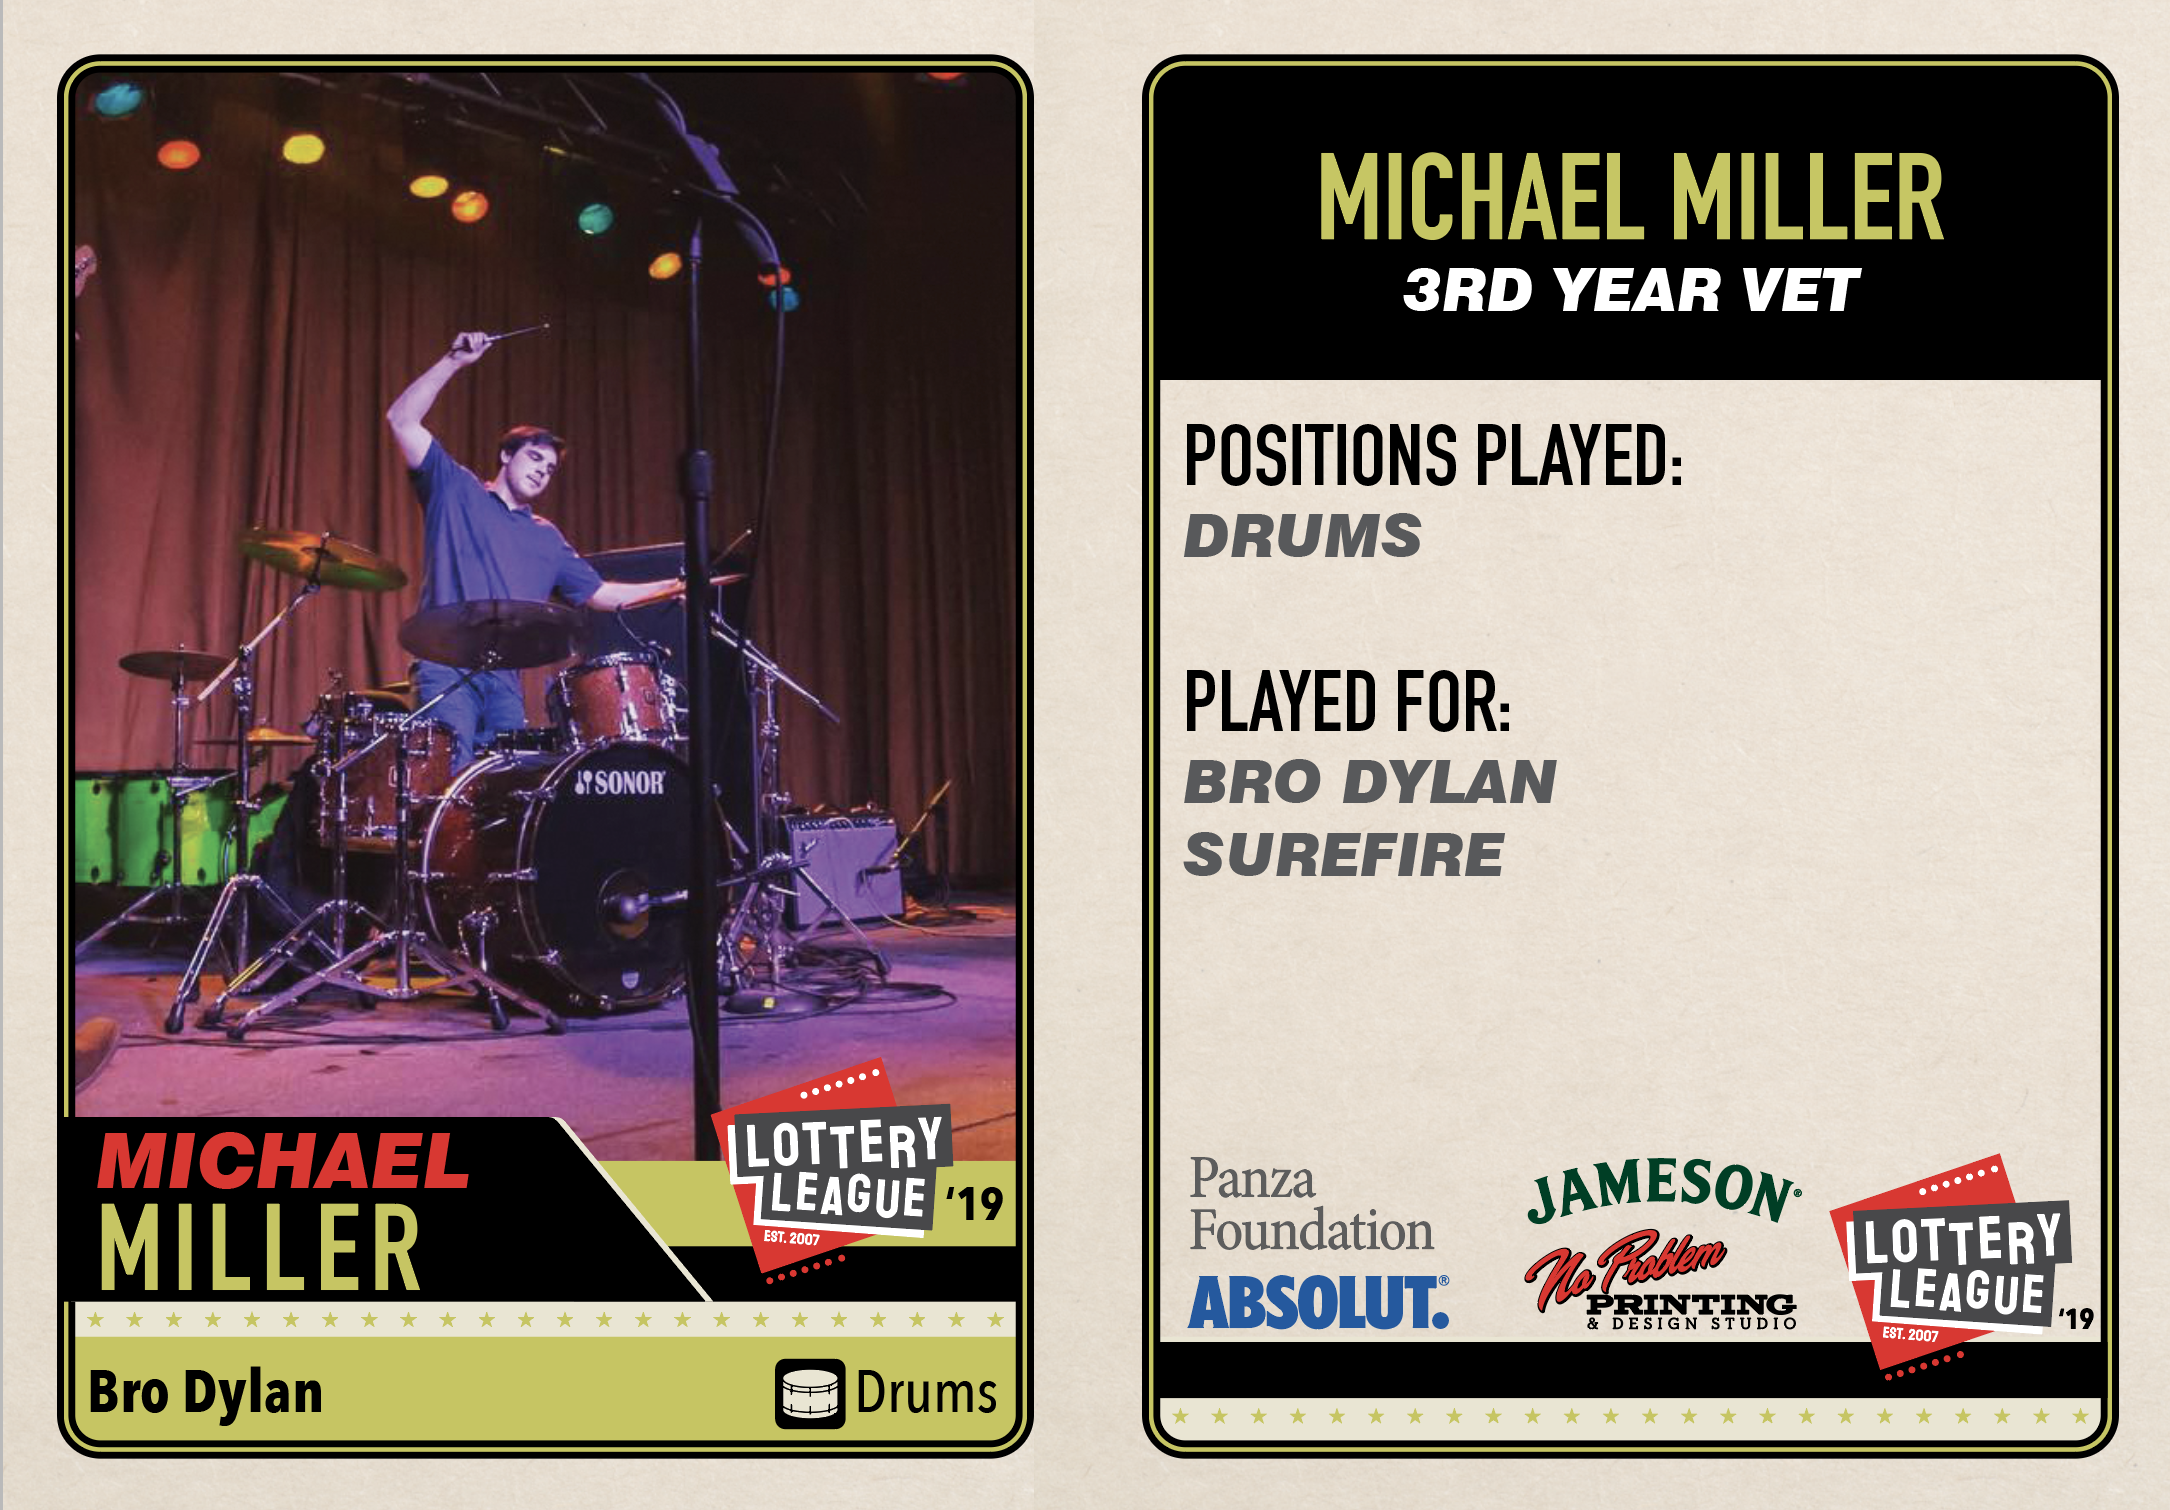 SONOR
MICHAEL
MILLER
LOTTERY
LEAGUE
EST. 2007
'19
Bro Dylan
Drums
MICHAEL MILLER
3RD YEAR VET
POSITIONS PLAYED:
DRUMS
PLAYED FOR:
BRO DYLAN
SUREFIRE
Panza
Foundation
ABSOLUT.®
JAMESON®
No Problem
PRINTING
& DESIGN STUDIO
LOTTERY
LEAGUE
EST. 2007
'19